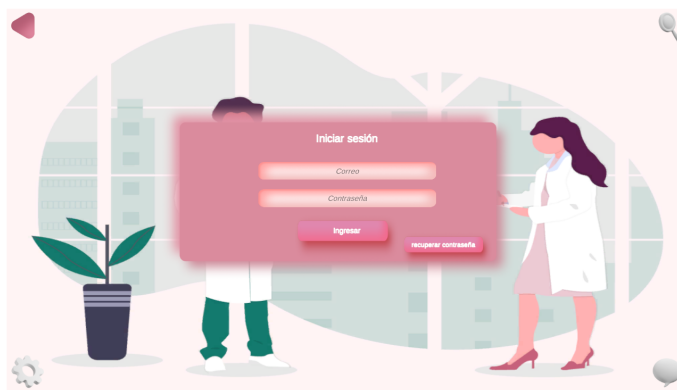 Iniciar sesión
Correo
Contraseña
Ingresar
recuperar contraseña